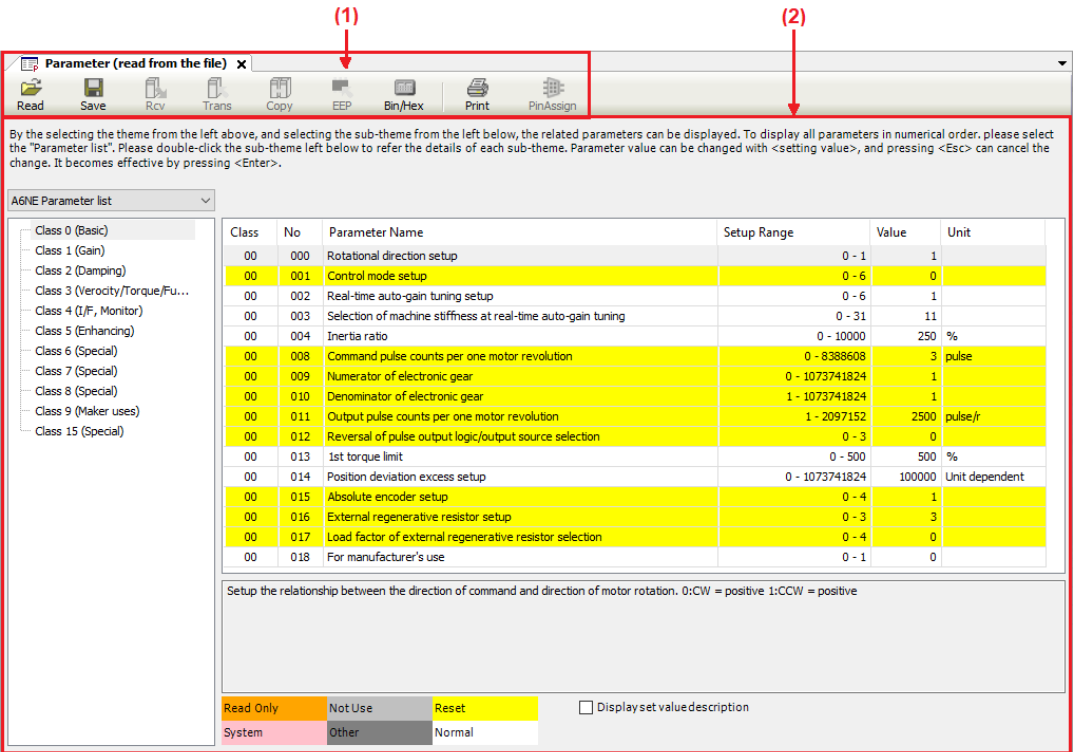 (1) (2)
Parameter (read from the file) x
Read Save Rcv Trans Copy EEP Bin/Hex Print PinAssign
By the selecting the theme from the left above, and selecting the sub-theme from the left below, the related parameters can be displayed. To display all parameters in numerical order. please select
the "Parameter list". Please double-click the sub-theme left below to refer the details of each sub-theme. Parameter value can be changed with <setting value>, and pressing <Esc> can cancel the
change. It becomes effective by pressing <Enter>.
A6NE Parameter list
Class 0 (Basic)
Class 1 (Gain)
Class 2 (Damping)
Class 3 (Verocity/Torque/Fu...
Class 4 (I/F, Monitor)
Class 5 (Enhancing)
Class 6 (Special)
Class 7 (Special)
Class 8 (Special)
Class 9 (Maker uses)
Class 15 (Special)
Class No Parameter Name Setup Range Value Unit
00 000 Rotational direction setup 0 - 1 1
00 001 Control mode setup 0 - 6 0
00 002 Real-time auto-gain tuning setup 0 - 6 1
00 003 Selection of machine stiffness at real-time auto-gain tuning 0 - 31 11
00 004 Inertia ratio 0 - 10000 250 %
00 008 Command pulse counts per one motor revolution 0 - 8388608 3 pulse
00 009 Numerator of electronic gear 0 - 1073741824 1
00 010 Denominator of electronic gear 1 - 1073741824 1
00 011 Output pulse counts per one motor revolution 1 - 2097152 2500 pulse/r
00 012 Reversal of pulse output logic/output source selection 0 - 3 0
00 013 1st torque limit 0 - 500 500 %
00 014 Position deviation excess setup 0 - 1073741824 100000 Unit dependent
00 015 Absolute encoder setup 0 - 4 1
00 016 External regenerative resistor setup 0 - 3 3
00 017 Load factor of external regenerative resistor selection 0 - 4 0
00 018 For manufacturer's use 0 - 1 0
Setup the relationship between the direction of command and direction of motor rotation. 0:CW = positive 1:CCW = positive
Read Only Not Use Reset Display set value description
System Other Normal